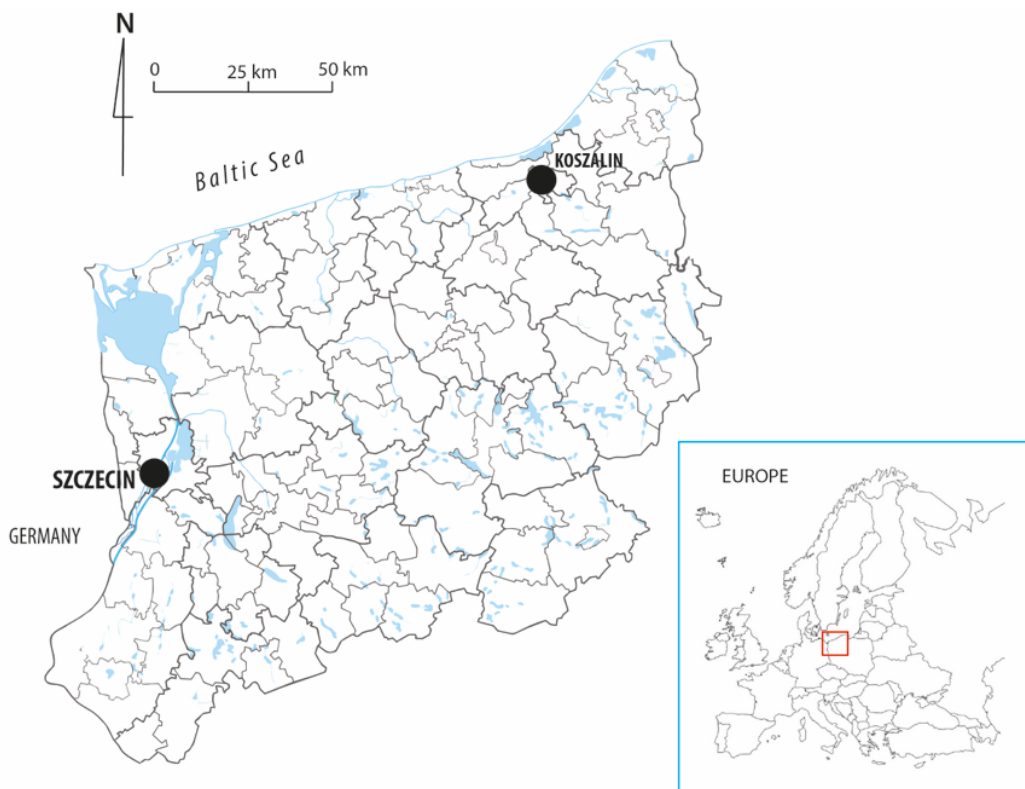 N
0 25 km 50 km
Baltic Sea
KOSZALIN
SZCZECIN
GERMANY
EUROPE